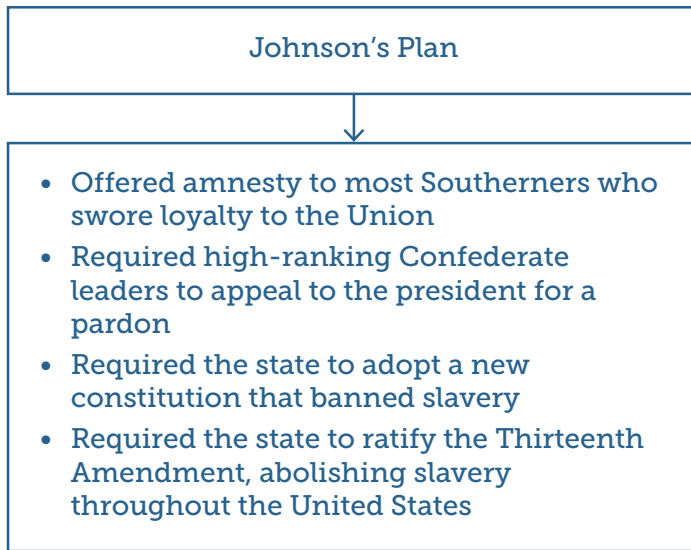 Johnson’s Plan
• Offered amnesty to most Southerners who
swore loyalty to the Union
• Required high-ranking Confederate
leaders to appeal to the president for a
pardon
• Required the state to adopt a new
constitution that banned slavery
• Required the state to ratify the Thirteenth
Amendment, abolishing slavery
throughout the United States